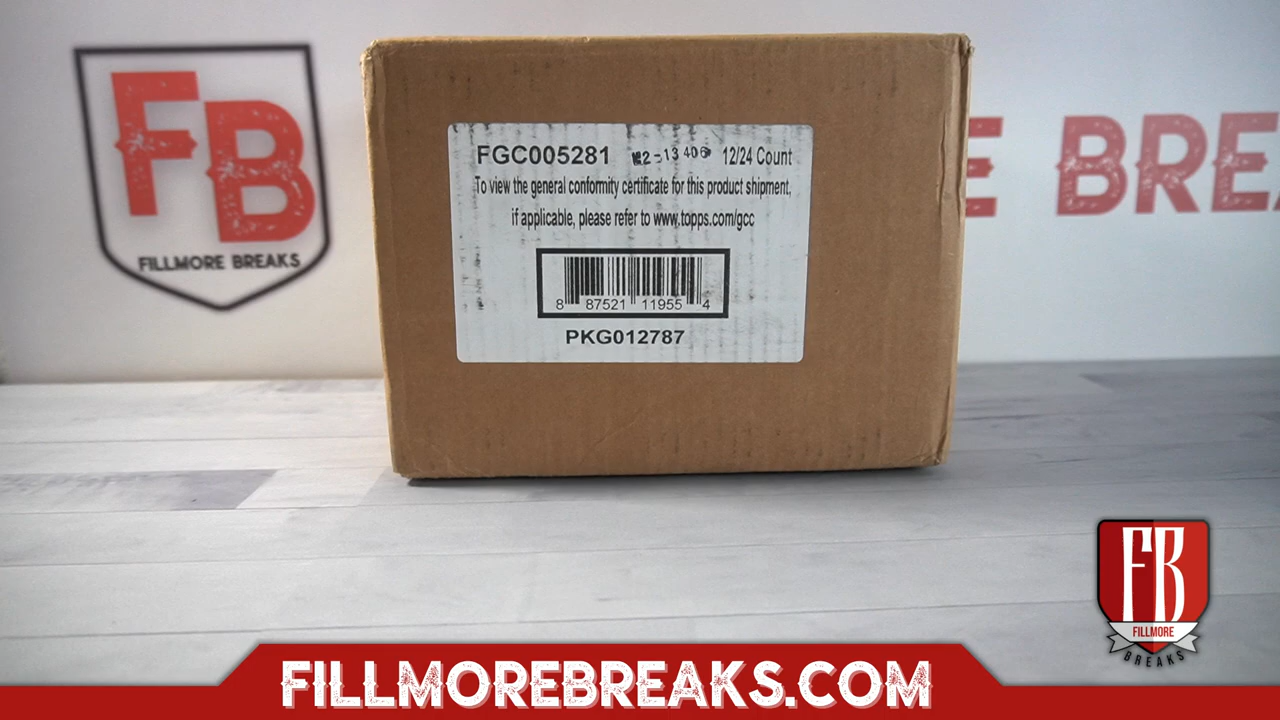 FB
FILLMORE BREAKS
E BREA
FGC005281 12/24 Count
To view the general conformity certificate for this product shipment,
if applicable, please refer to www.topps.com/gcc
8 87521 11955 4
PKG012787
FB
FILLMORE
BREAKS
FILLMOREBREAKS.COM